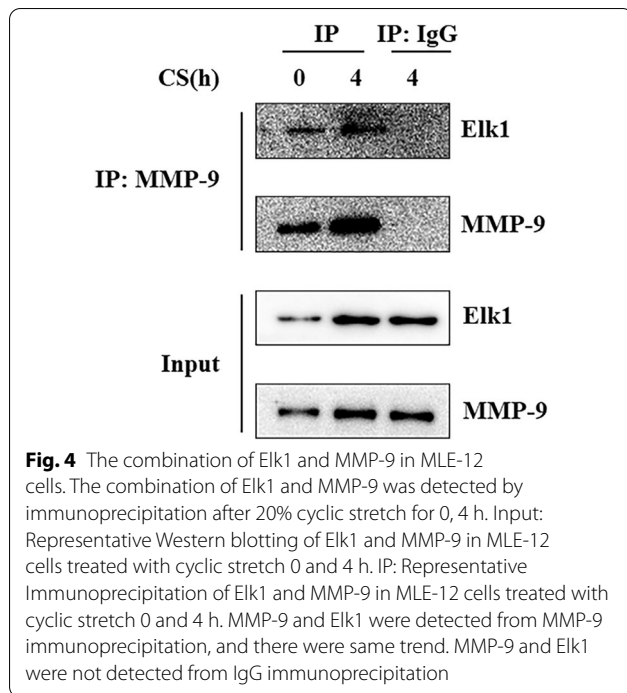 IP IP: IgG
CS(h) 0 4 4
Elk1
IP: MMP-9
MMP-9
Elk1
Input
MMP-9
Fig. 4 The combination of Elk1 and MMP-9 in MLE-12
cells. The combination of Elk1 and MMP-9 was detected by
immunoprecipitation after 20% cyclic stretch for 0, 4 h. Input:
Representative Western blotting of Elk1 and MMP-9 in MLE-12
cells treated with cyclic stretch 0 and 4 h. IP: Representative
Immunoprecipitation of Elk1 and MMP-9 in MLE-12 cells treated with
cyclic stretch 0 and 4 h. MMP-9 and Elk1 were detected from MMP-9
immunoprecipitation, and there were same trend. MMP-9 and Elk1
were not detected from IgG immunoprecipitation